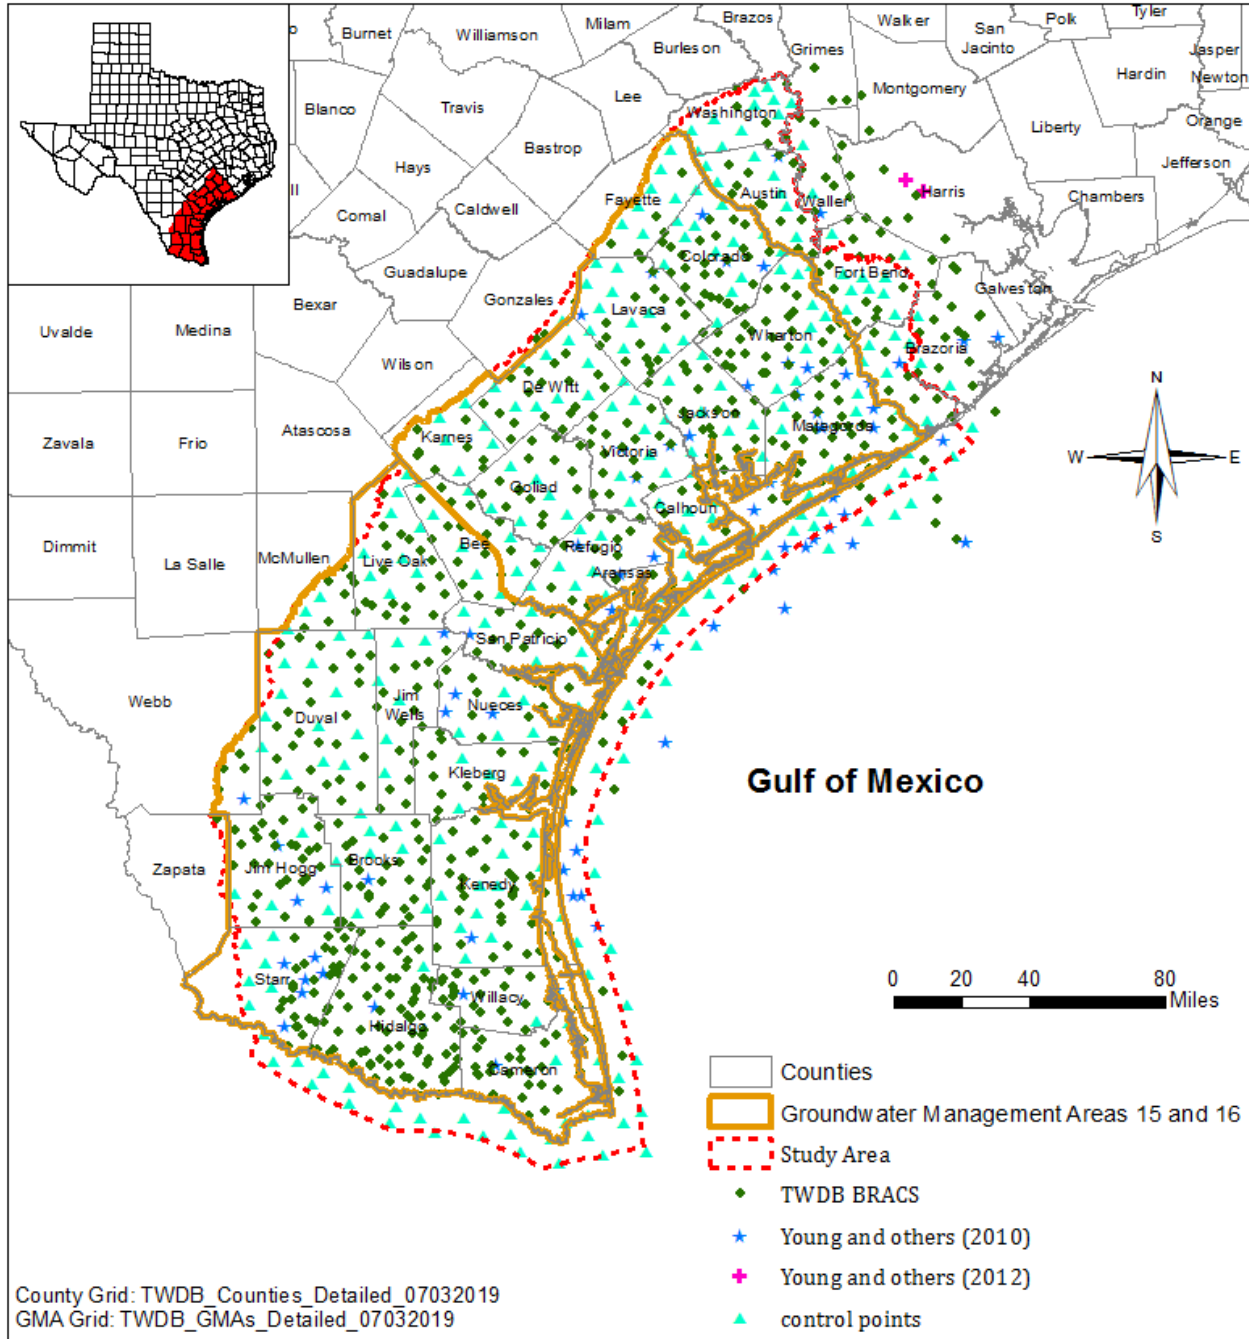 Burnet
Williamson
Milam
Brazos
Walker
Polk
Tyler
San
Jacinto
Burleson
Grimes
Jasper
Hardin
Newton
Montgomery
Blanco
Travis
Lee
Washington
Liberty
Orange
Bastrop
Jefferson
Hays
Austin
Waller
Harris
Chambers
Fayette
Comal
Caldwell
Colorado
Fort Bend
Guadalupe
Galveston
Gonzales
Bexar
Lavaca
Uvalde
Medina
Wharton
Brazoria
Wilson
De Witt
Jackson
Matagorda
Atascosa
Karnes
Zavala
Frio
Victoria
Goliad
Calhoun
Dimmit
La Salle
McMullen
Live Oak
Bee
Refugio
Aransas
San Patricio
Webb
Jim
Wells
Nueces
Duval
Kleberg
Gulf of Mexico
Zapata
Jim Hogg
Brooks
Kenedy
Starr
Willacy
Hidalgo
Cameron
N
W
E
S
0 20 40 80
Miles
Counties
Groundwater Management Areas 15 and 16
Study Area
TWDB BRACS
Young and others (2010)
Young and others (2012)
control points
County Grid: TWDB_Counties_Detailed_07032019
GMA Grid: TWDB_GMAs_Detailed_07032019